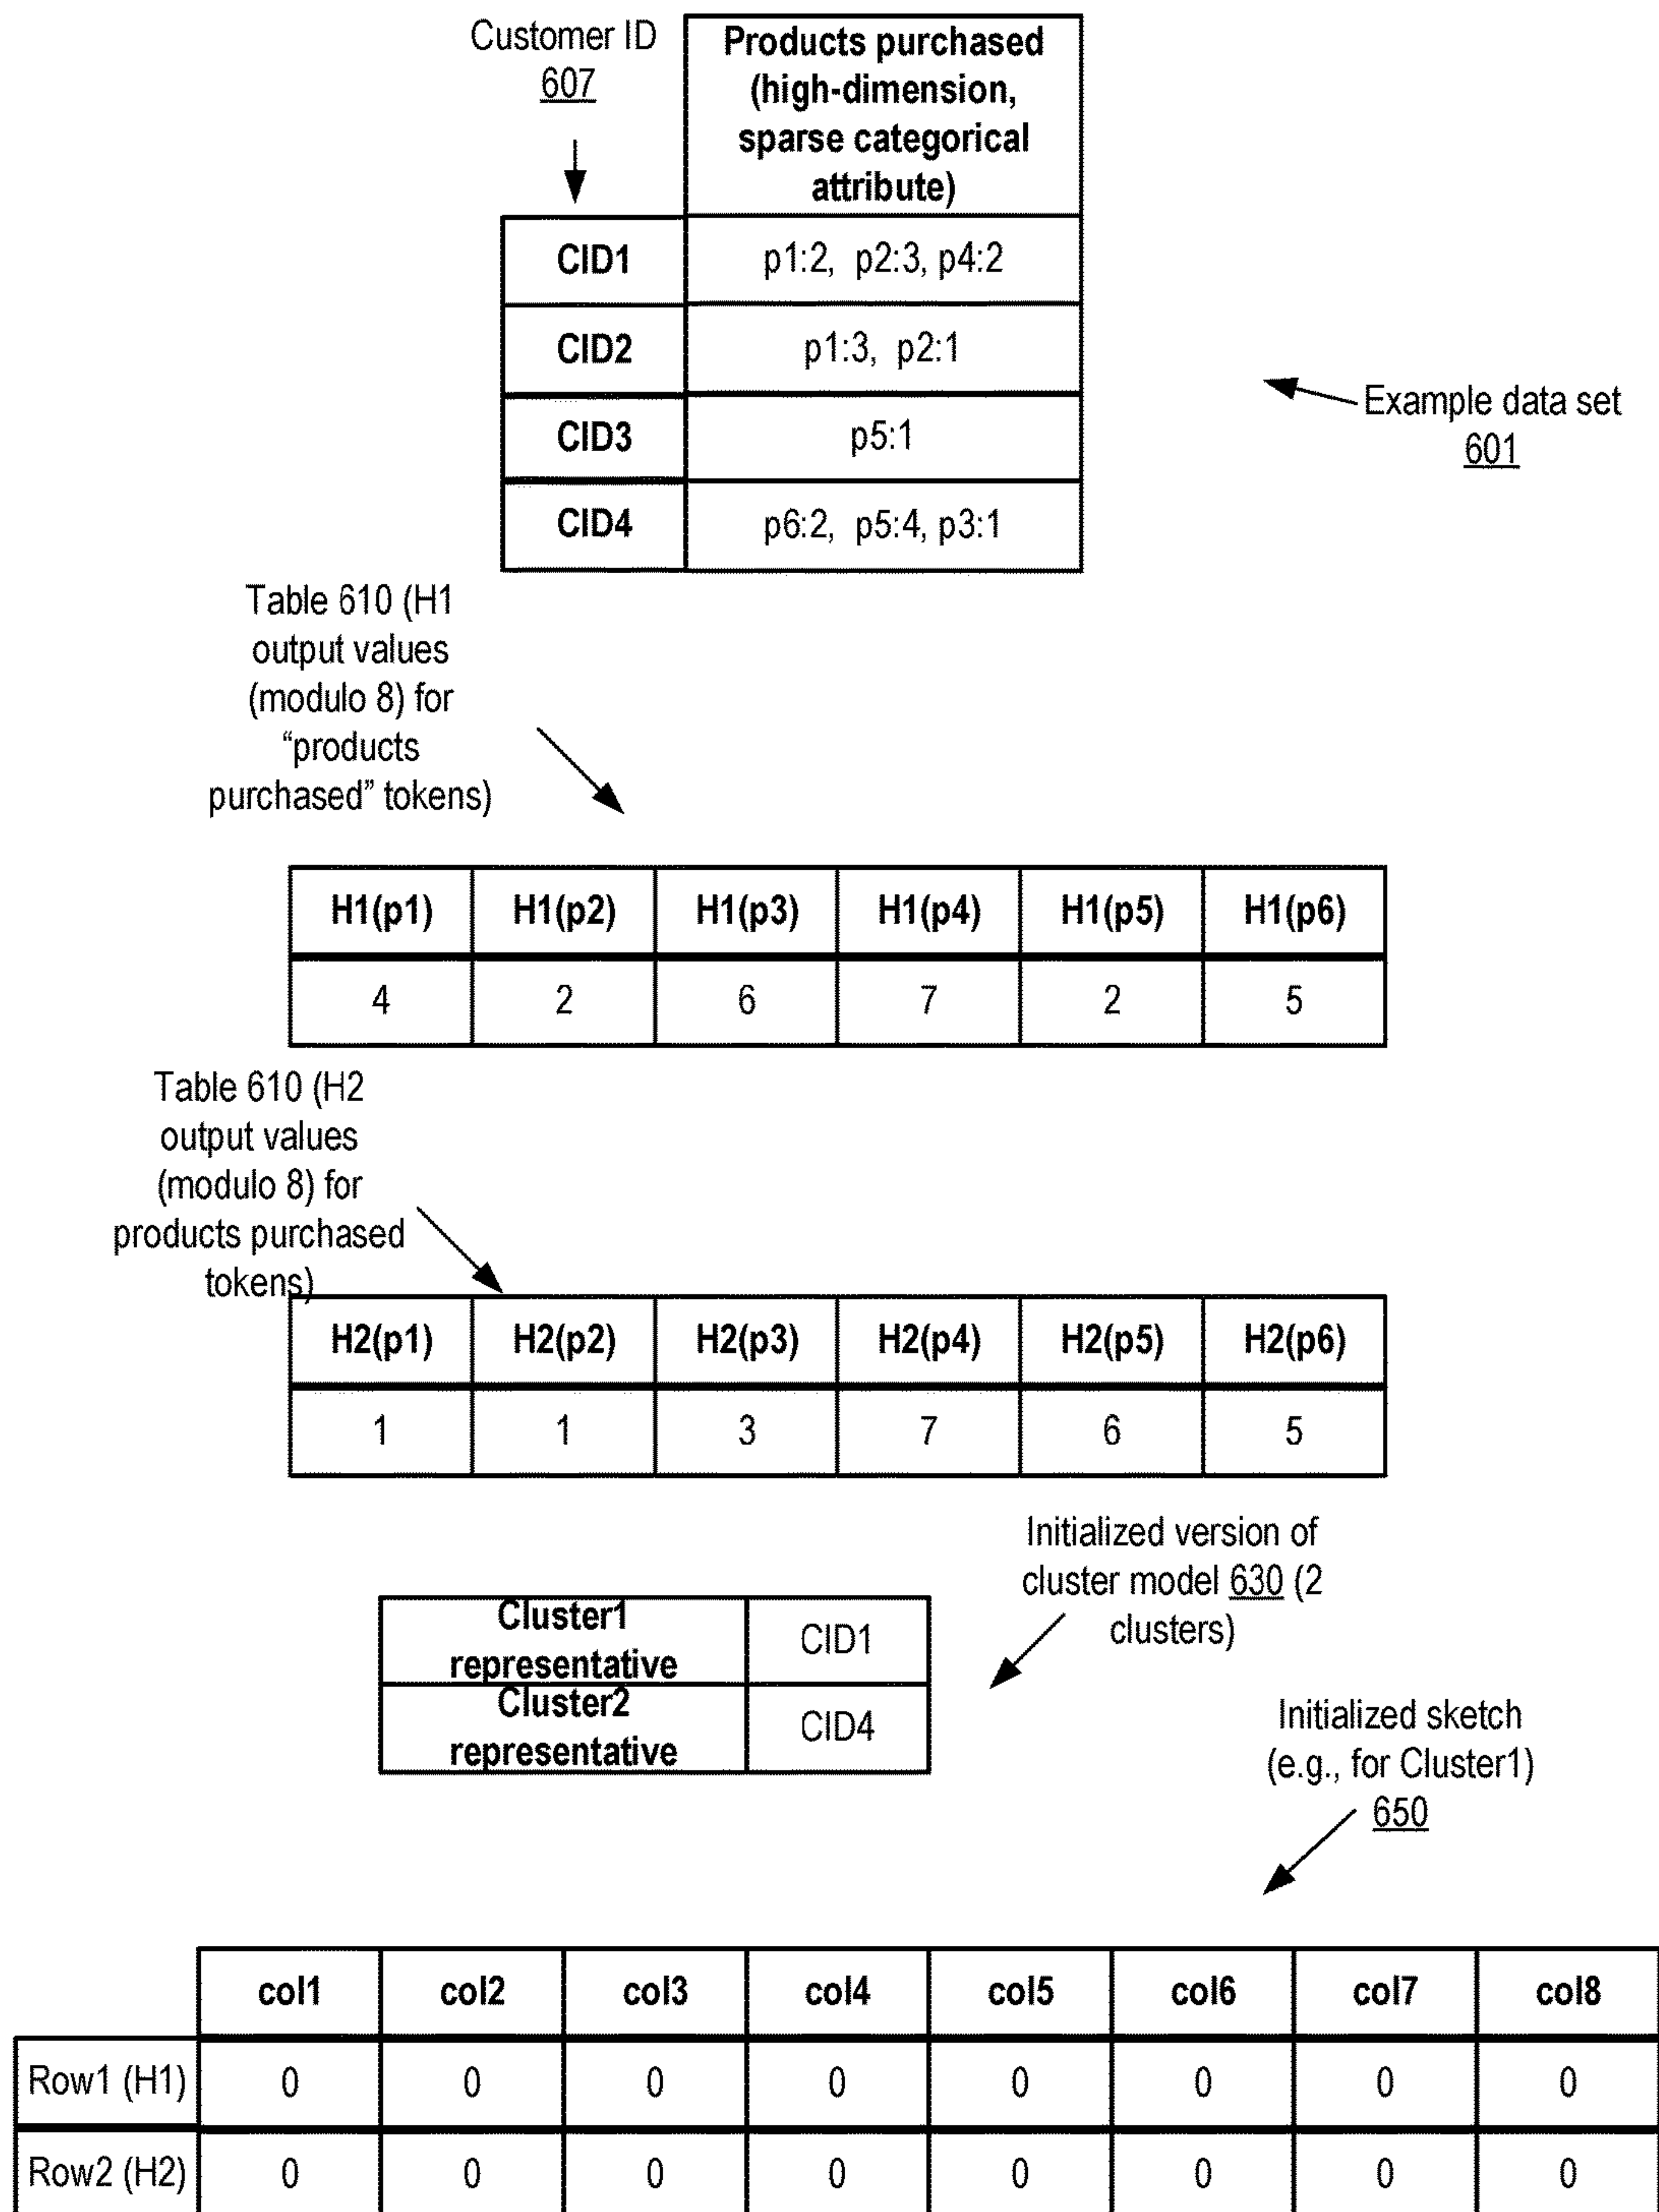 Customer ID
607
Products purchased
(high-dimension,
sparse categorical
attribute)
CID1 p1:2, p2:3, p4:2
CID2 p1:3, p2:1
CID3 p5:1
CID4 p6:2, p5:4, p3:1
Example data set
601
Table 610 (H1
output values
(modulo 8) for
“products
purchased” tokens)
H1(p1) H1(p2) H1(p3) H1(p4) H1(p5) H1(p6)
4 2 6 7 2 5
Table 610 (H2
output values
(modulo 8) for
products purchased
tokens)
H2(p1) H2(p2) H2(p3) H2(p4) H2(p5) H2(p6)
1 1 3 7 6 5
Initialized version of
cluster model 630 (2
clusters)
Cluster1
representative CID1
Cluster2
representative CID4
Initialized sketch
(e.g., for Cluster1)
650
col1 col2 col3 col4 col5 col6 col7 col8
Row1 (H1) 0 0 0 0 0 0 0 0
Row2 (H2) 0 0 0 0 0 0 0 0